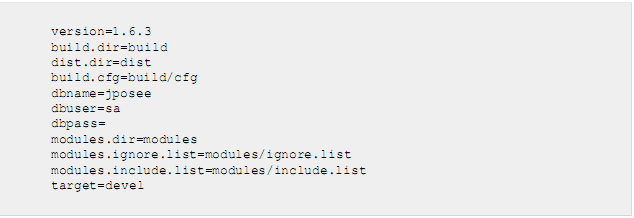 version=1.6.3
build.dir=build
dist.dir=dist
build.cfg=build/cfg
dbname=jposee
dbuser=sa
dbpass=
modules.dir=modules
modules.ignore.list=modules/ignore.list
modules.include.list=modules/include.list
target=devel